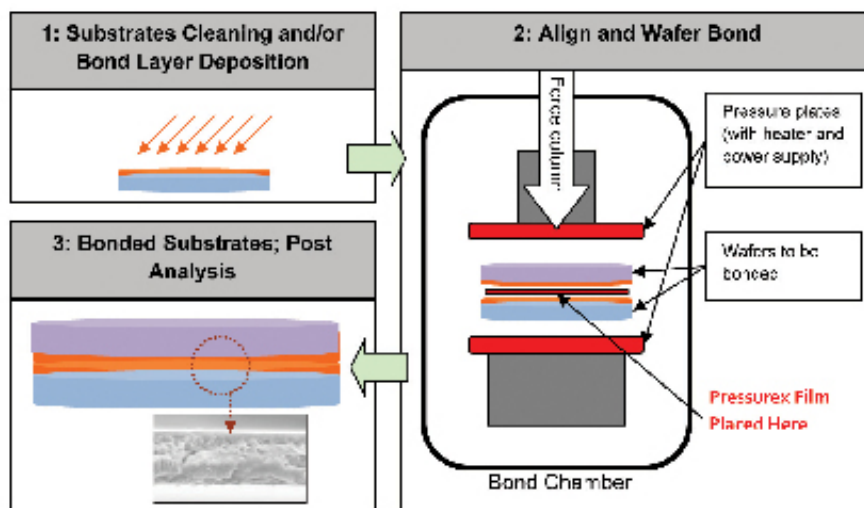 1: Substrates Cleaning and/or
Bond Layer Deposition
2: Align and Wafer Bond
Force column
Pressure plates
(with heater and
power supply)
Wafers to be
bonded
Pressurex Film
Placed Here
Bond Chamber
3: Bonded Substrates; Post
Analysis